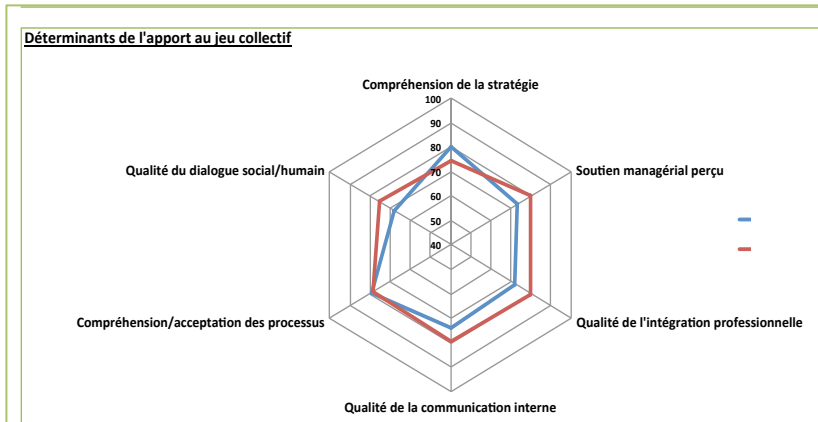 Déterminants de l'apport au jeu collectif
Compréhension de la stratégie
100
90
80
70
60
50
40
Qualité du dialogue social/humain
Soutien managérial perçu
Compréhension/acceptation des processus
Qualité de l'intégration professionnelle
Qualité de la communication interne